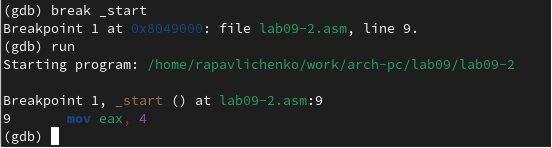 (gdb) break _start
Breakpoint 1 at 0x8049000: file lab09-2.asm, line 9.
(gdb) run
Starting program: /home/rapavlichenko/work/arch-pc/lab09/lab09-2

Breakpoint 1, _start () at lab09-2.asm:9
9       mov eax, 4
(gdb)